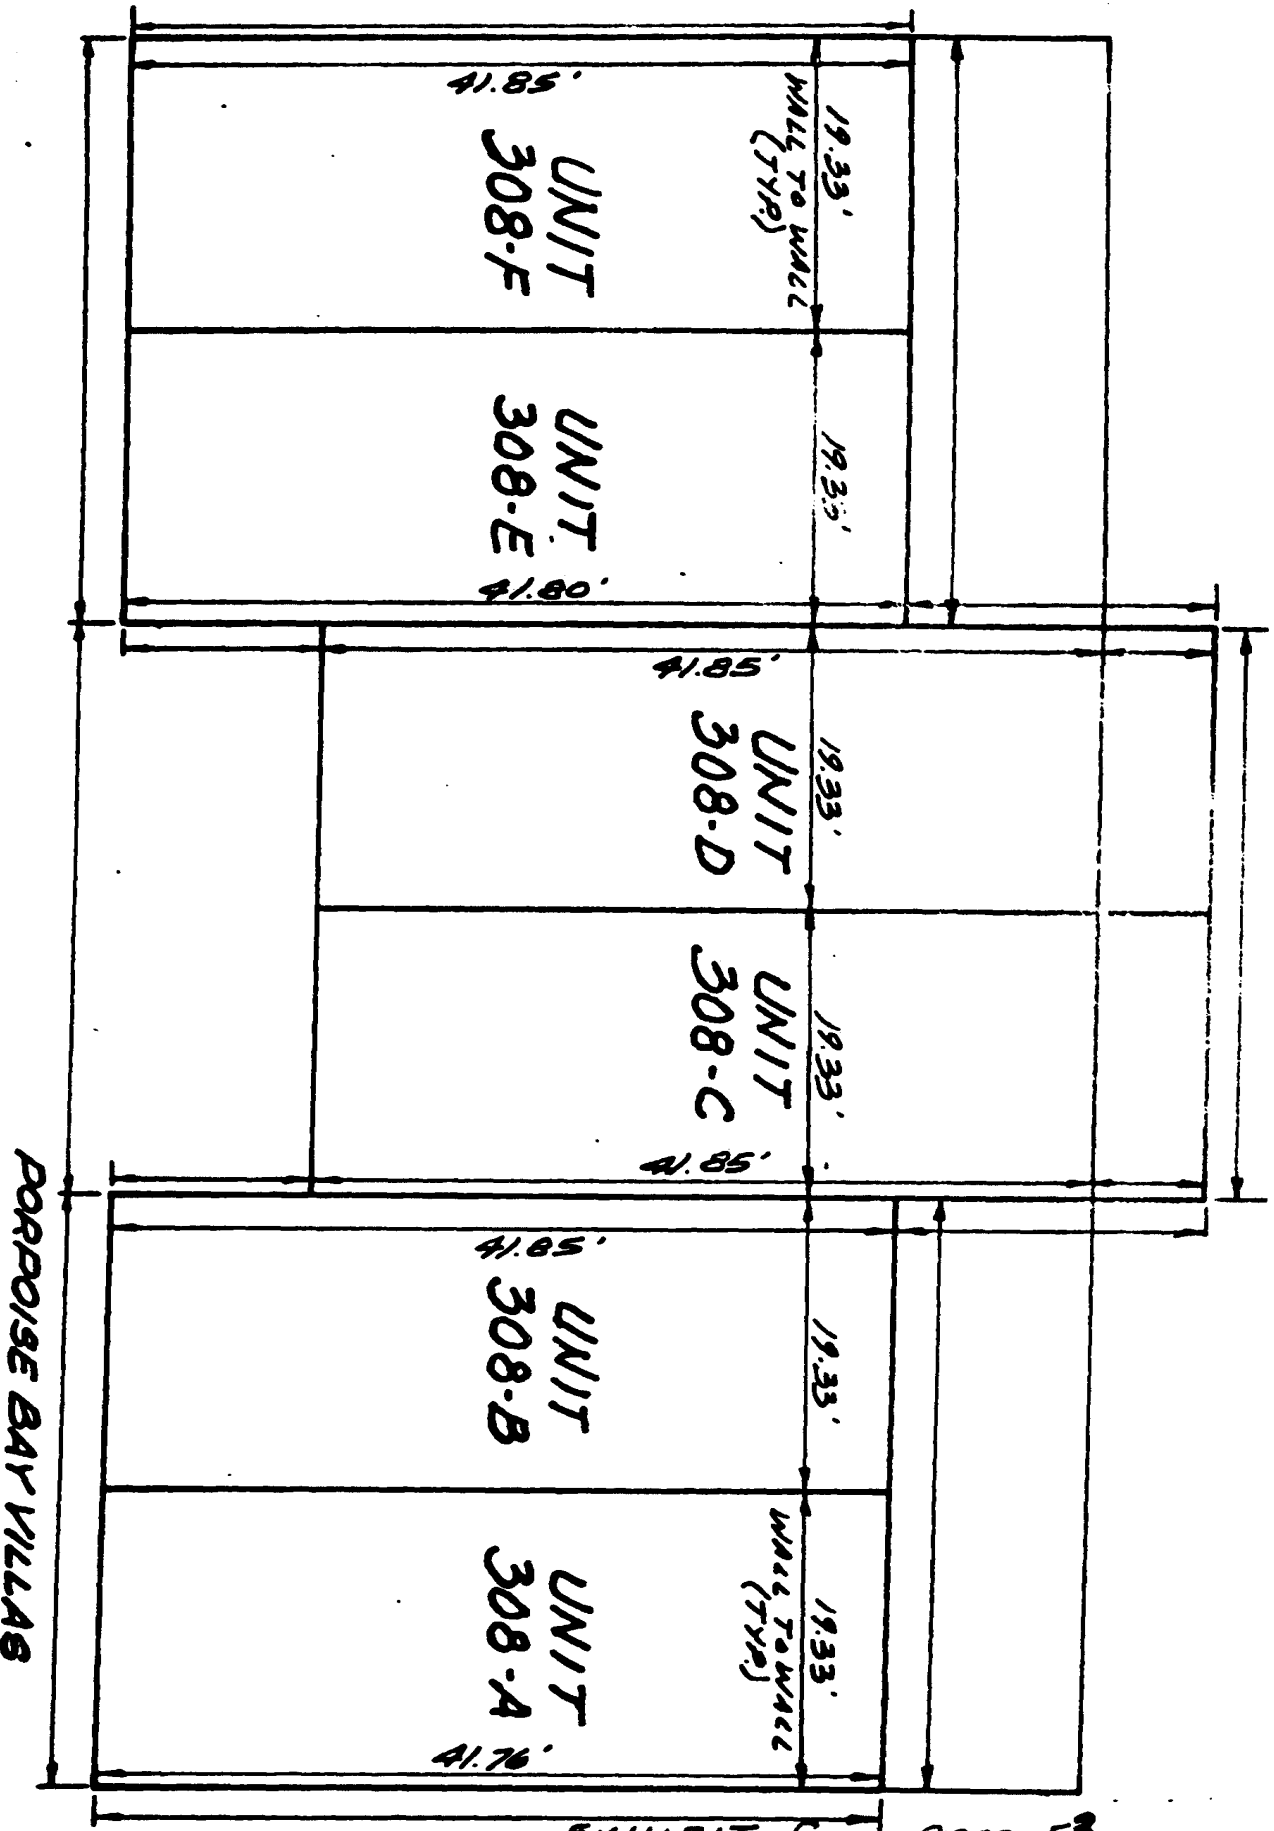 41.85'
19.33'
WALL TO WALL
(TYP.)
UNIT
308-F
19.33'
UNIT
308-E
41.80'
41.85'
19.33'
UNIT
308-D
19.33'
UNIT
308-C
41.85'
41.85'
19.33'
UNIT
308-B
19.33'
WALL TO WALL
(TYP.)
UNIT
308-A
41.76'
PORPOISE BAY VILLAS